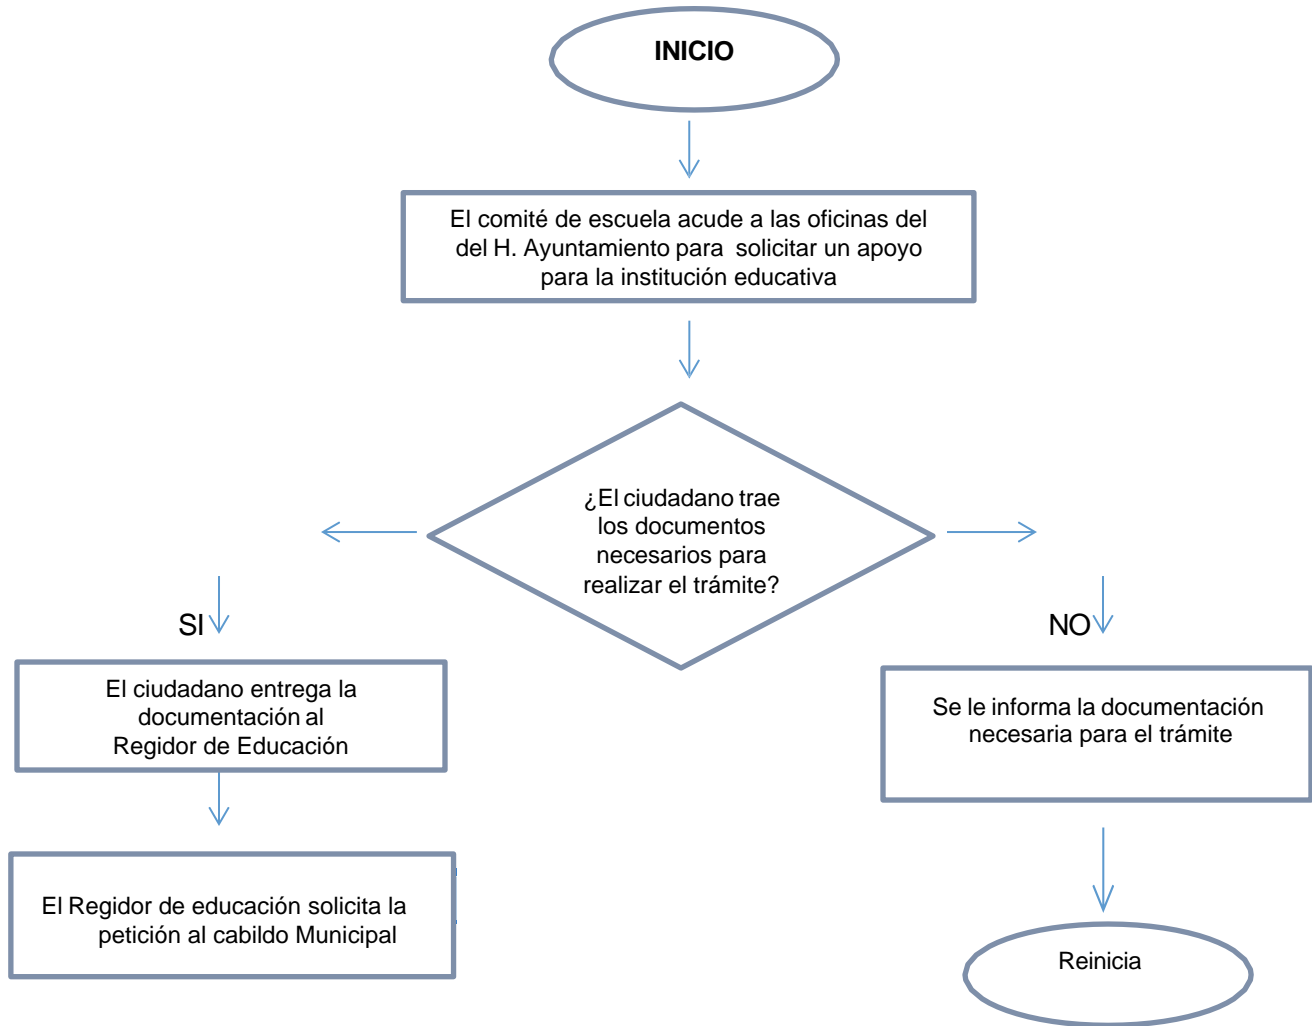 INICIO
El comité de escuela acude a las oficinas del
del H. Ayuntamiento para solicitar un apoyo
para la institución educativa
¿El ciudadano trae
los documentos
necesarios para
realizar el trámite?
SI
NO
El ciudadano entrega la
documentación al
Regidor de Educación
Se le informa la documentación
necesaria para el trámite
El Regidor de educación solicita la
petición al cabildo Municipal
Reinicia